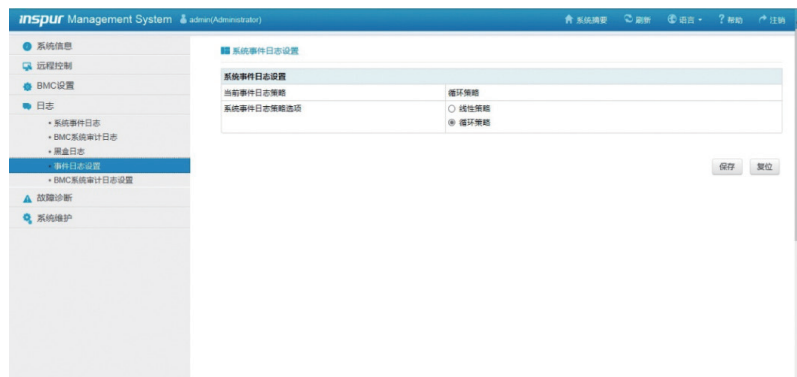 inspur Management System admin(Administrator) 系统摘要 刷新 语言 ? 帮助 注销
系统信息
远程控制
BMC设置
日志
• 系统事件日志
• BMC系统审计日志
• 黑盒日志
• 事件日志设置
• BMC系统审计日志设置
故障诊断
系统维护
系统事件日志设置
系统事件日志设置
当前事件日志策略 循环策略
系统事件日志策略选项 线性策略
循环策略
保存 复位